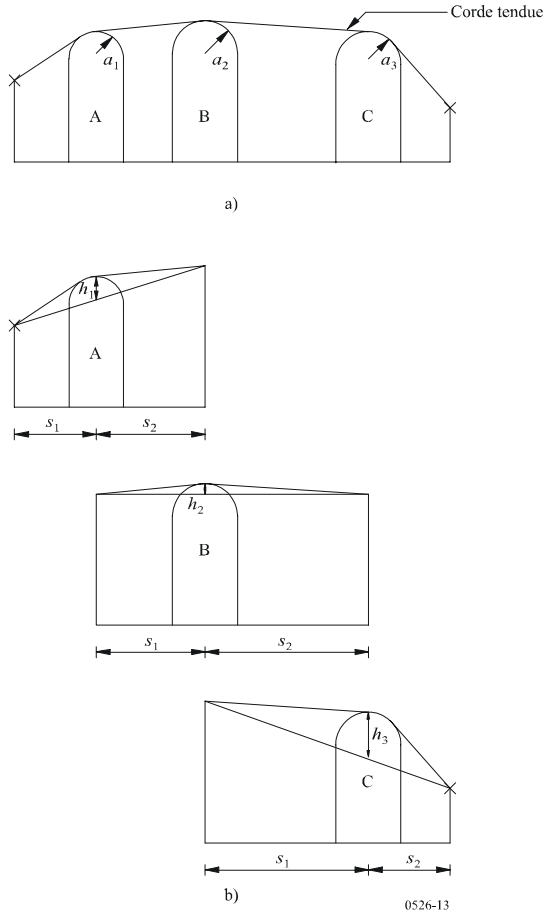 Corde tendue
a1 a2 a3
A B C
a)
h1
A
s1 s2
h2
B
s1 s2
h3
C
s1 s2
b)
0526-13